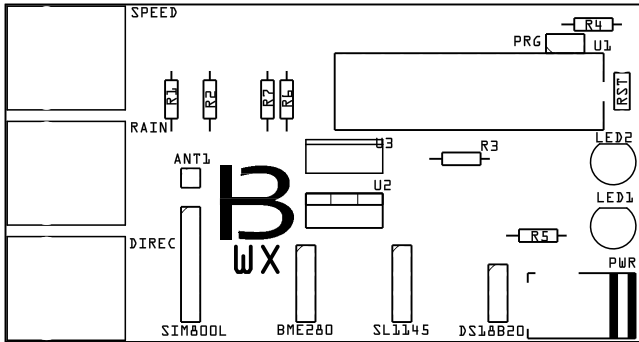 SPEED
R4
PRG
U1
R1
R2
R7
R6
RST
RAIN
U3
R3
LED2
ANT1
U2
B
WX
LED1
DIREC
R5
PWR
SIM800L
BME280
SL1145
DS18B20